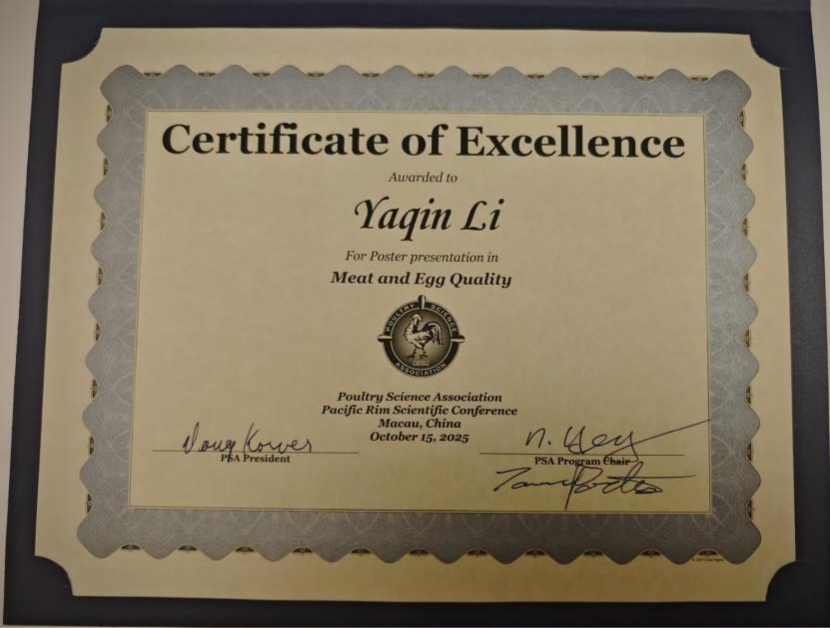 Certificate of Excellence
Awarded to
Yaqin Li
For Poster presentation in
Meat and Egg Quality
POULTRY SCIENCE
ASSOCIATION
Poultry Science Association
Pacific Rim Scientific Conference
Macau, China
October 15, 2025
Doug Korver
PSA President
PSA Program Chair